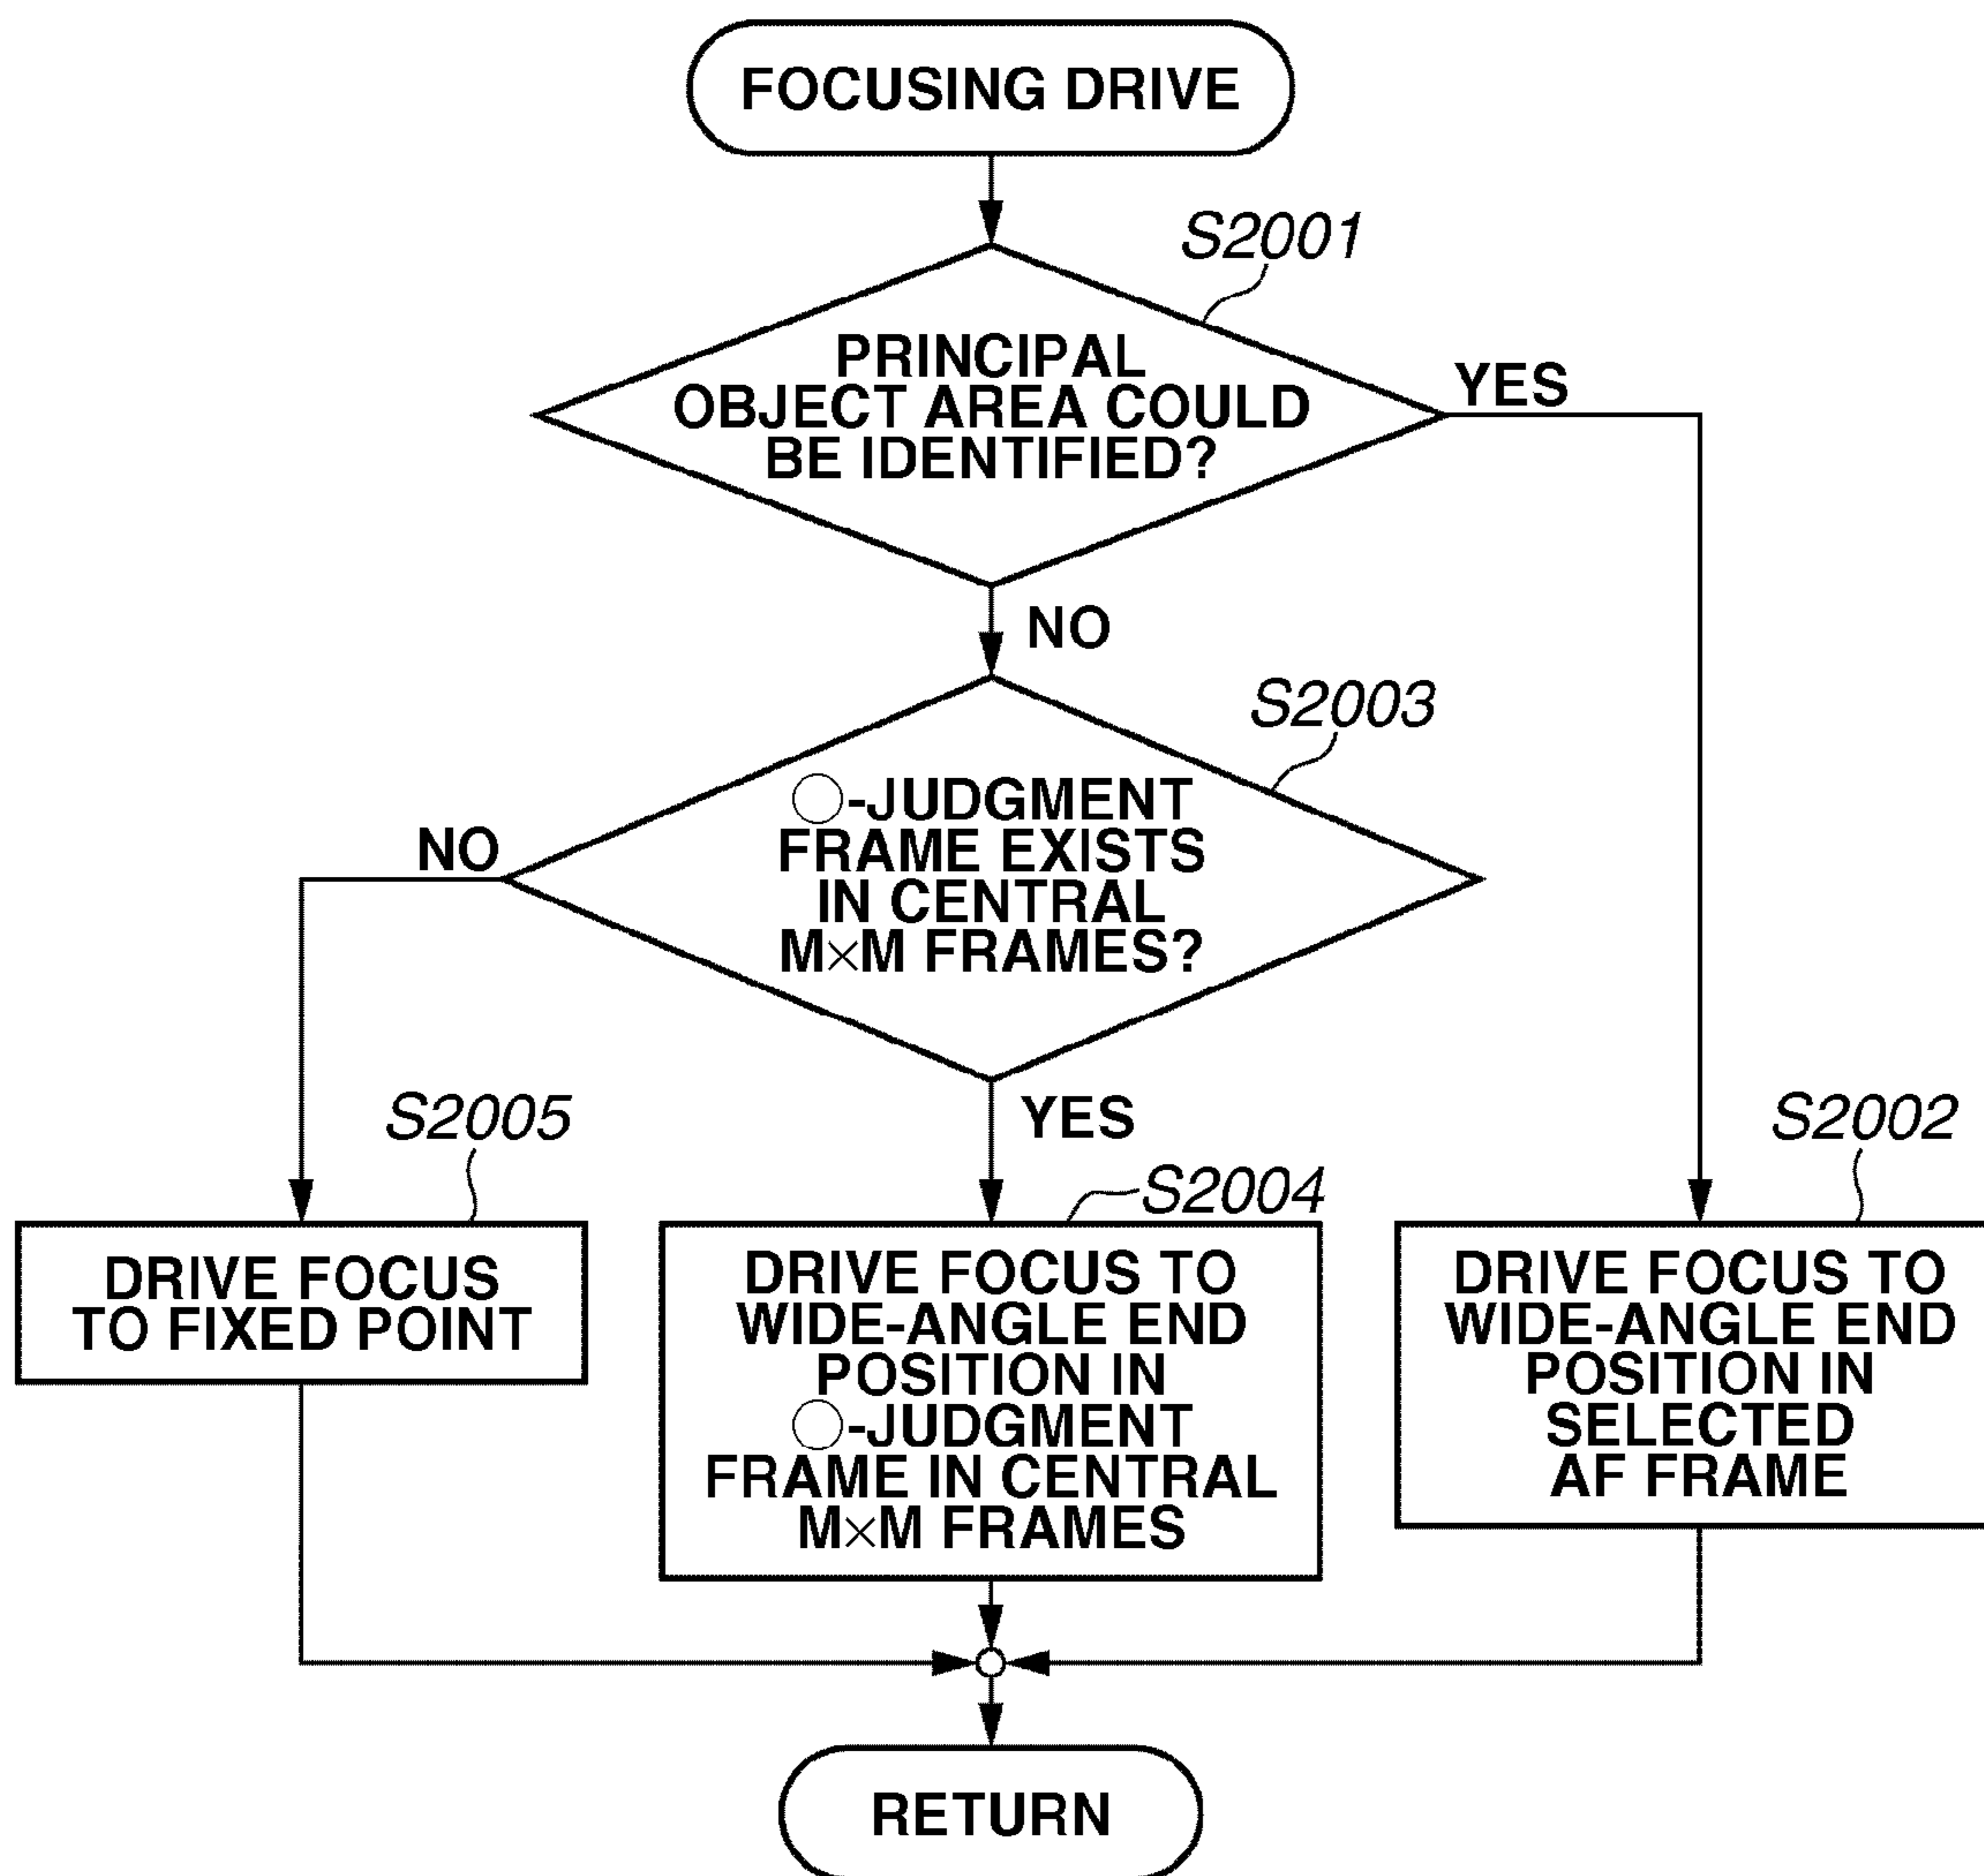 FOCUSING DRIVE
S2001
PRINCIPAL
OBJECT AREA COULD
BE IDENTIFIED?
YES
NO
S2003
○-JUDGMENT
FRAME EXISTS
IN CENTRAL
M×M FRAMES?
NO
YES
S2005
DRIVE FOCUS
TO FIXED POINT
S2004
DRIVE FOCUS TO
WIDE-ANGLE END
POSITION IN
○-JUDGMENT
FRAME IN CENTRAL
M×M FRAMES
S2002
DRIVE FOCUS TO
WIDE-ANGLE END
POSITION IN
SELECTED
AF FRAME
RETURN